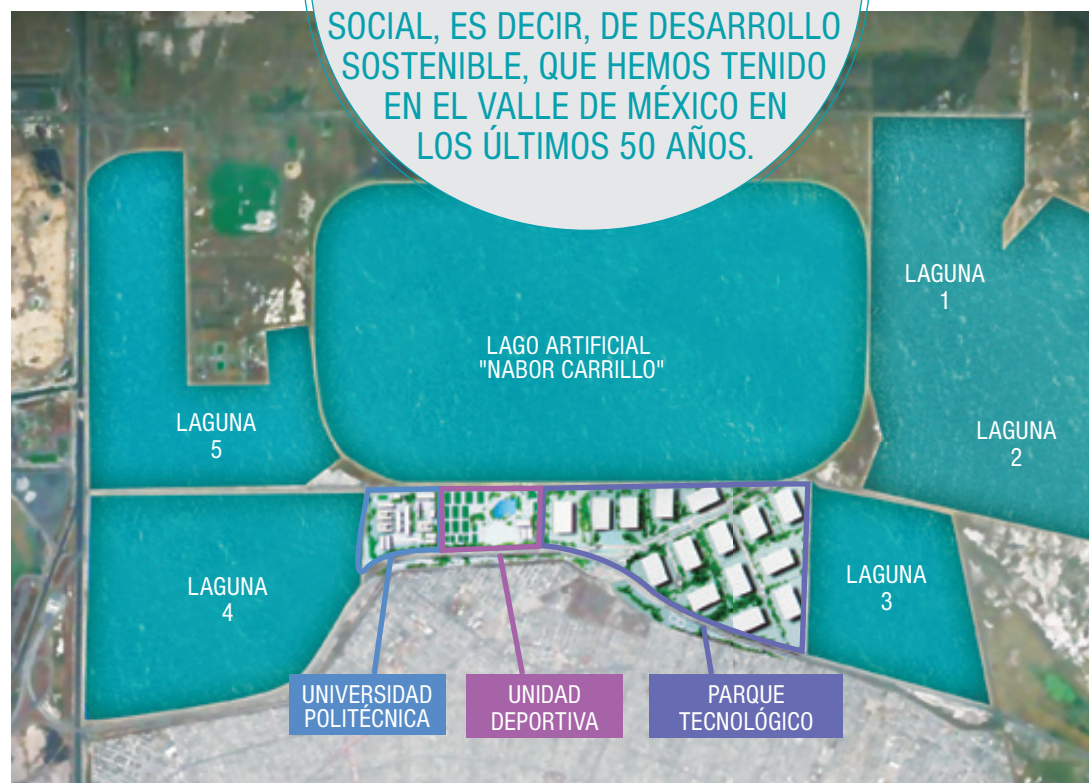 SOCIAL, ES DECIR, DE DESARROLLO
SOSTENIBLE, QUE HEMOS TENIDO
EN EL VALLE DE MÉXICO EN
LOS ÚLTIMOS 50 AÑOS.
LAGUNA
1
LAGO ARTIFICIAL
"NABOR CARRILLO"
LAGUNA
5
LAGUNA
2
LAGUNA
4
LAGUNA
3
UNIVERSIDAD
POLITÉCNICA
UNIDAD
DEPORTIVA
PARQUE
TECNOLÓGICO